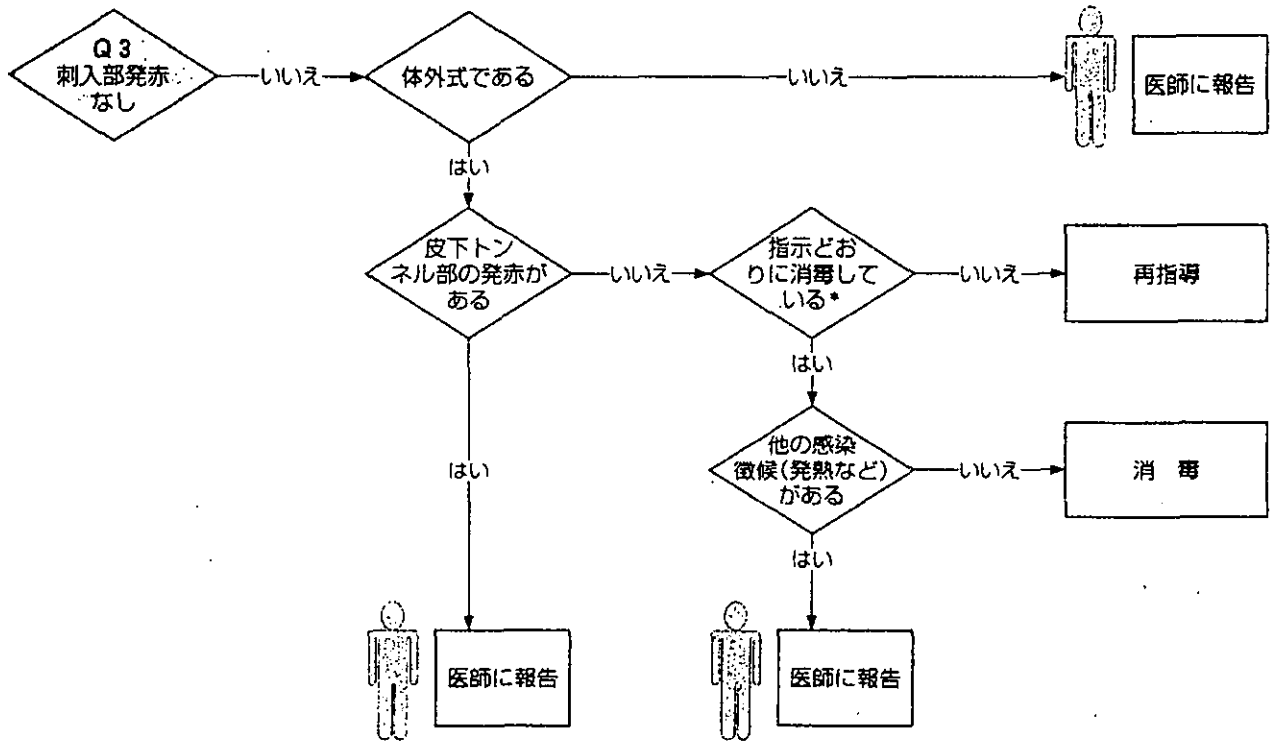 Q3
刺入部発赤
なし
いいえ
体外式である
いいえ
医師に報告
はい
皮下トン
ネル部の発赤が
ある
いいえ
指示どお
りに消毒して
いる*
いいえ
再指導
はい
はい
他の感染
徴候(発熱など)
がある
いいえ
消 毒
はい
医師に報告
医師に報告